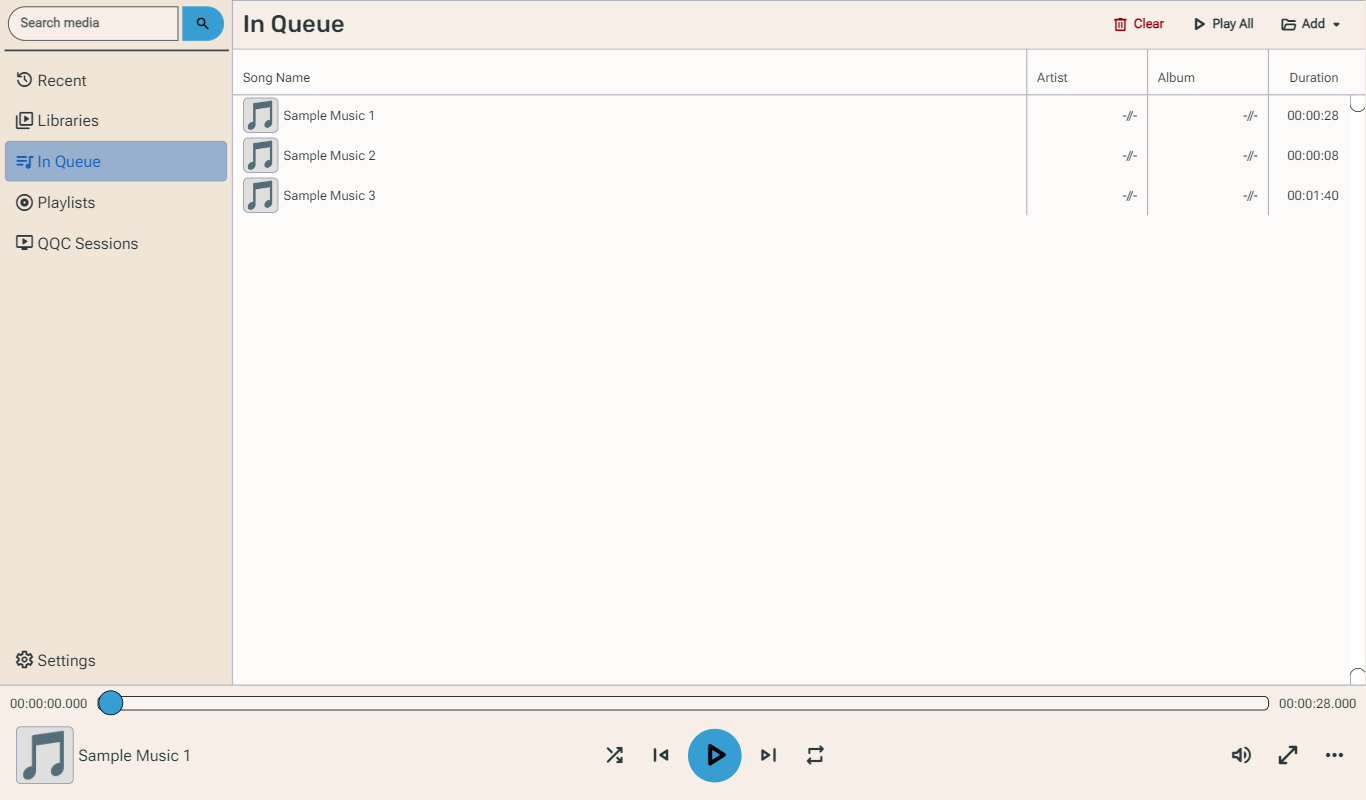 Search media
In Queue
Clear
Play All
Add
Recent
Libraries
In Queue
Playlists
QQC Sessions
Settings
Song Name Artist Album Duration
Sample Music 1 -//- -//- 00:00:28
Sample Music 2 -//- -//- 00:00:08
Sample Music 3 -//- -//- 00:01:40
00:00:00.000 00:00:28.000
Sample Music 1